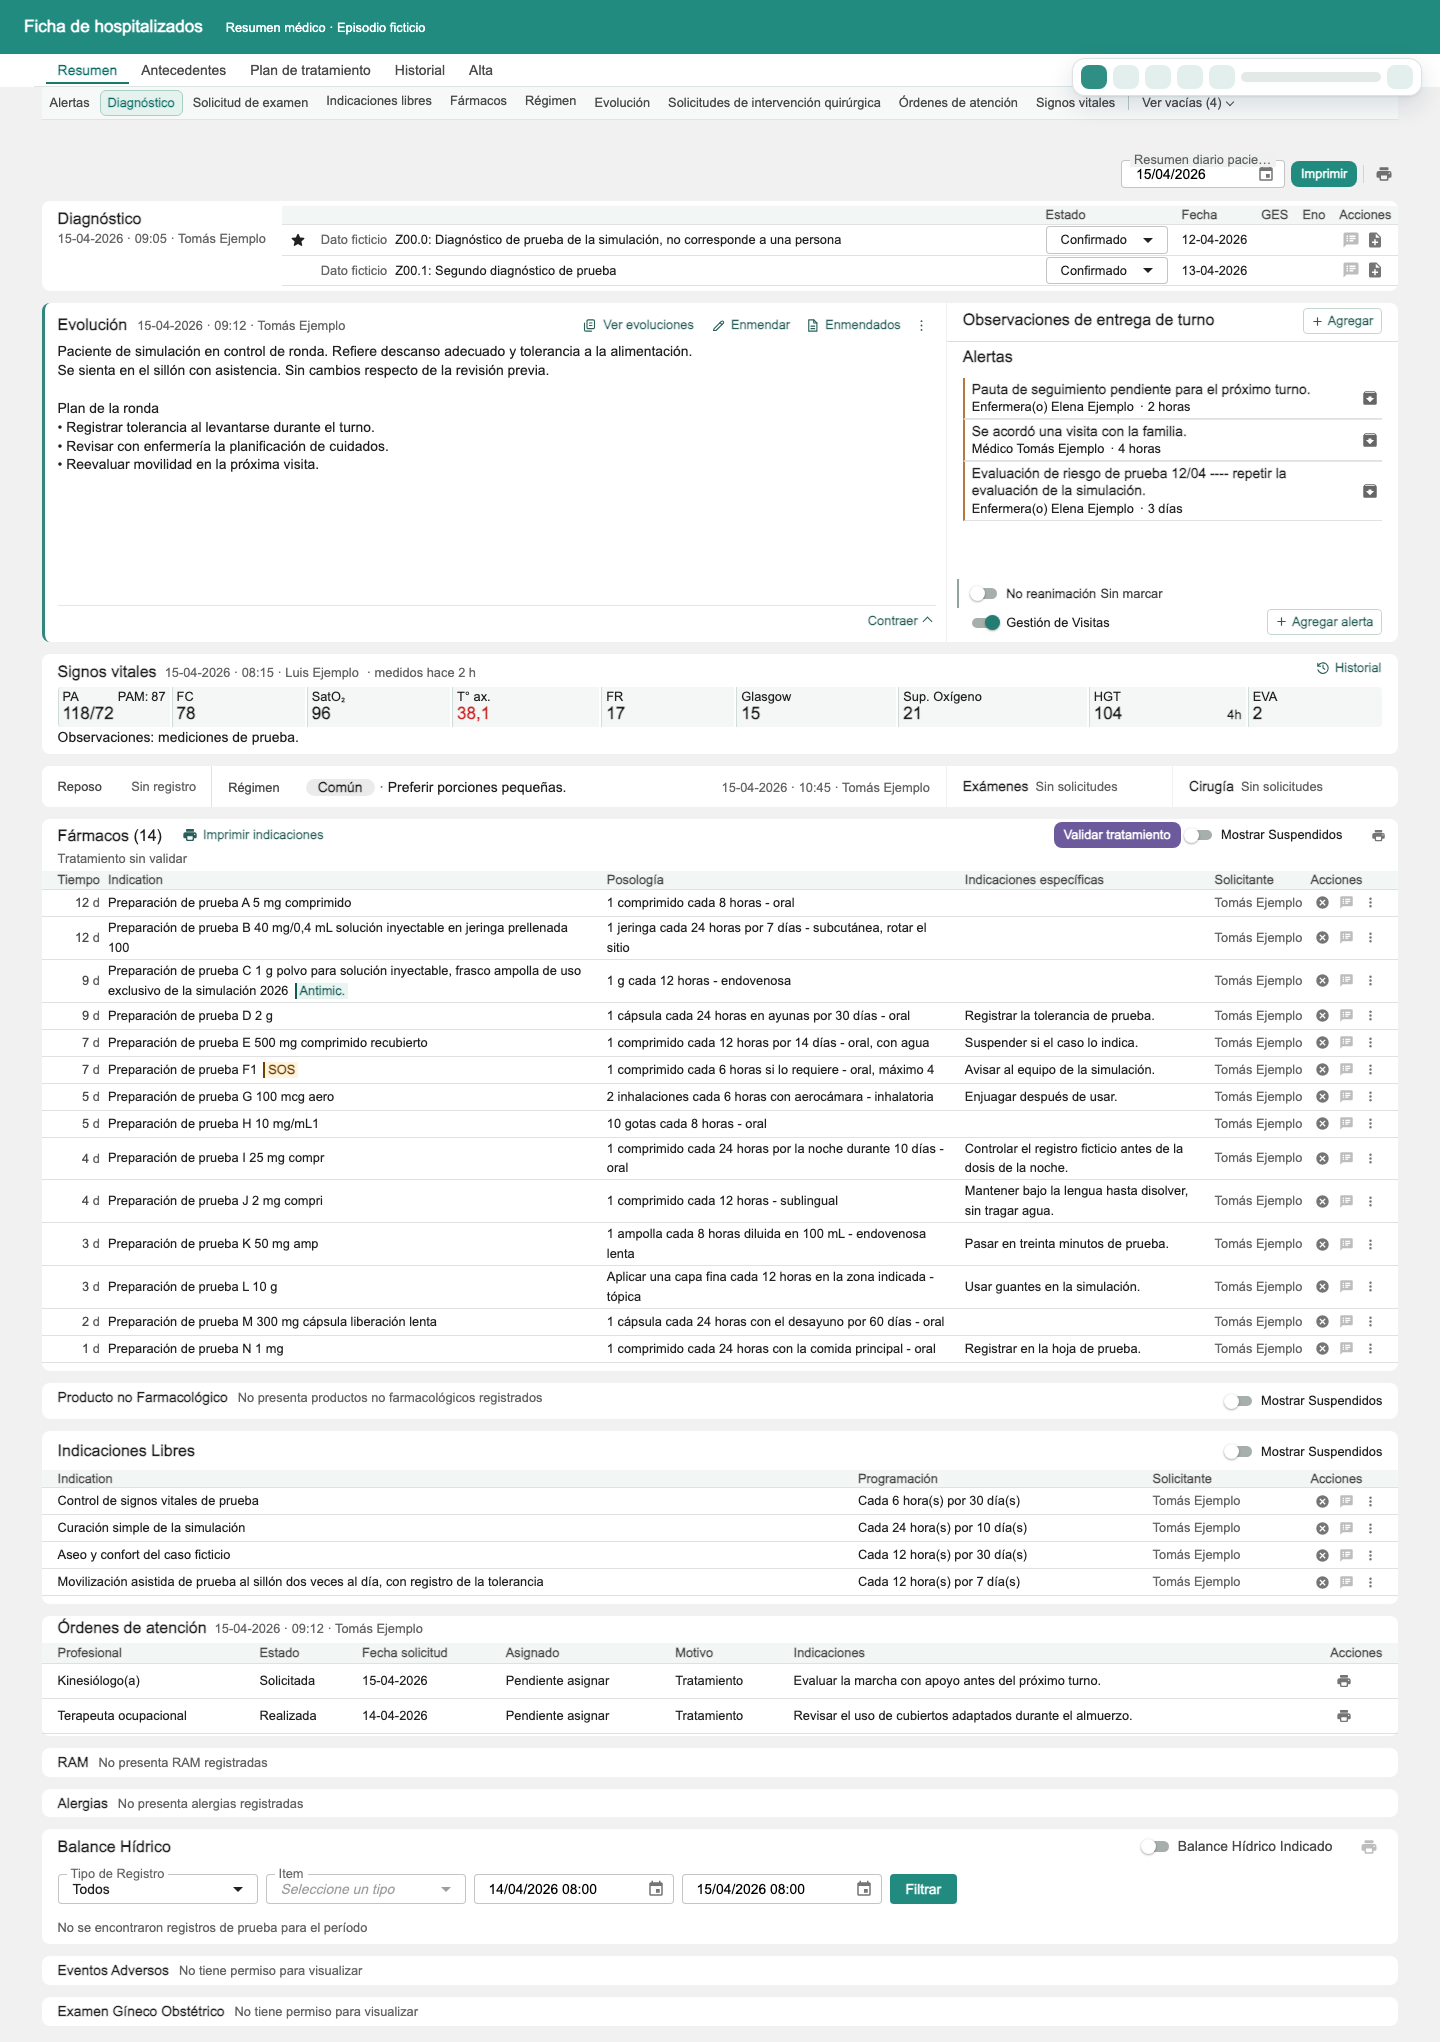 Ficha de hospitalizados Resumen médico · Episodio ficticio
Resumen Antecedentes Plan de tratamiento Historial Alta
Alertas Diagnóstico Solicitud de examen Indicaciones libres Fármacos Régimen Evolución Solicitudes de intervención quirúrgica Órdenes de atención Signos vitales Ver vacías (4)
Resumen diario pacie...
15/04/2026 Imprimir
Diagnóstico
15-04-2026 · 09:05 · Tomás Ejemplo
Estado Fecha GES Eno Acciones
Dato ficticio Z00.0: Diagnóstico de prueba de la simulación, no corresponde a una persona Confirmado 12-04-2026
Dato ficticio Z00.1: Segundo diagnóstico de prueba Confirmado 13-04-2026
Evolución 15-04-2026 · 09:12 · Tomás Ejemplo Ver evoluciones Enmendar Enmendados
Paciente de simulación en control de ronda. Refiere descanso adecuado y tolerancia a la alimentación.
Se sienta en el sillón con asistencia. Sin cambios respecto de la revisión previa.
Plan de la ronda
• Registrar tolerancia al levantarse durante el turno.
• Revisar con enfermería la planificación de cuidados.
• Reevaluar movilidad en la próxima visita.
Contraer
Observaciones de entrega de turno + Agregar
Alertas
Pauta de seguimiento pendiente para el próximo turno.
Enfermera(o) Elena Ejemplo · 2 horas
Se acordó una visita con la familia.
Médico Tomás Ejemplo · 4 horas
Evaluación de riesgo de prueba 12/04 ---- repetir la
evaluación de la simulación.
Enfermera(o) Elena Ejemplo · 3 días
No reanimación Sin marcar
Gestión de Visitas + Agregar alerta
Signos vitales 15-04-2026 · 08:15 · Luis Ejemplo · medidos hace 2 h Historial
PA PAM: 87 FC SatO₂ T° ax. FR Glasgow Sup. Oxígeno HGT EVA
118/72 78 96 38,1 17 15 21 104 4h 2
Observaciones: mediciones de prueba.
Reposo Sin registro Régimen Común · Preferir porciones pequeñas. 15-04-2026 · 10:45 · Tomás Ejemplo Exámenes Sin solicitudes Cirugía Sin solicitudes
Fármacos (14) Imprimir indicaciones Validar tratamiento Mostrar Suspendidos
Tratamiento sin validar
Tiempo Indication Posología Indicaciones específicas Solicitante Acciones
12 d Preparación de prueba A 5 mg comprimido 1 comprimido cada 8 horas - oral Tomás Ejemplo
12 d Preparación de prueba B 40 mg/0,4 mL solución inyectable en jeringa prellenada
100 1 jeringa cada 24 horas por 7 días - subcutánea, rotar el
sitio Tomás Ejemplo
9 d Preparación de prueba C 1 g polvo para solución inyectable, frasco ampolla de uso
exclusivo de la simulación 2026 Antimic. 1 g cada 12 horas - endovenosa Tomás Ejemplo
9 d Preparación de prueba D 2 g 1 cápsula cada 24 horas en ayunas por 30 días - oral Registrar la tolerancia de prueba. Tomás Ejemplo
7 d Preparación de prueba E 500 mg comprimido recubierto 1 comprimido cada 12 horas por 14 días - oral, con agua Suspender si el caso lo indica. Tomás Ejemplo
7 d Preparación de prueba F1 SOS 1 comprimido cada 6 horas si lo requiere - oral, máximo 4 Avisar al equipo de la simulación. Tomás Ejemplo
5 d Preparación de prueba G 100 mcg aero 2 inhalaciones cada 6 horas con aerocámara - inhalatoria Enjuagar después de usar. Tomás Ejemplo
5 d Preparación de prueba H 10 mg/mL1 10 gotas cada 8 horas - oral Tomás Ejemplo
4 d Preparación de prueba I 25 mg compr 1 comprimido cada 24 horas por la noche durante 10 días -
oral Controlar el registro ficticio antes de la
dosis de la noche. Tomás Ejemplo
4 d Preparación de prueba J 2 mg compri 1 comprimido cada 12 horas - sublingual Mantener bajo la lengua hasta disolver,
sin tragar agua. Tomás Ejemplo
3 d Preparación de prueba K 50 mg amp 1 ampolla cada 8 horas diluida en 100 mL - endovenosa
lenta Pasar en treinta minutos de prueba. Tomás Ejemplo
3 d Preparación de prueba L 10 g Aplicar una capa fina cada 12 horas en la zona indicada -
tópica Usar guantes en la simulación. Tomás Ejemplo
2 d Preparación de prueba M 300 mg cápsula liberación lenta 1 cápsula cada 24 horas con el desayuno por 60 días - oral Tomás Ejemplo
1 d Preparación de prueba N 1 mg 1 comprimido cada 24 horas con la comida principal - oral Registrar en la hoja de prueba. Tomás Ejemplo
Producto no Farmacológico No presenta productos no farmacológicos registrados Mostrar Suspendidos
Indicaciones Libres Mostrar Suspendidos
Indication Programación Solicitante Acciones
Control de signos vitales de prueba Cada 6 hora(s) por 30 día(s) Tomás Ejemplo
Curación simple de la simulación Cada 24 hora(s) por 10 día(s) Tomás Ejemplo
Aseo y confort del caso ficticio Cada 12 hora(s) por 30 día(s) Tomás Ejemplo
Movilización asistida de prueba al sillón dos veces al día, con registro de la tolerancia Cada 12 hora(s) por 7 día(s) Tomás Ejemplo
Órdenes de atención 15-04-2026 · 09:12 · Tomás Ejemplo
Profesional Estado Fecha solicitud Asignado Motivo Indicaciones Acciones
Kinesiólogo(a) Solicitada 15-04-2026 Pendiente asignar Tratamiento Evaluar la marcha con apoyo antes del próximo turno.
Terapeuta ocupacional Realizada 14-04-2026 Pendiente asignar Tratamiento Revisar el uso de cubiertos adaptados durante el almuerzo.
RAM No presenta RAM registradas
Alergias No presenta alergias registradas
Balance Hídrico Balance Hídrico Indicado
Tipo de Registro Item
Todos Seleccione un tipo 14/04/2026 08:00 15/04/2026 08:00 Filtrar
No se encontraron registros de prueba para el período
Eventos Adversos No tiene permiso para visualizar
Examen Gíneco Obstétrico No tiene permiso para visualizar